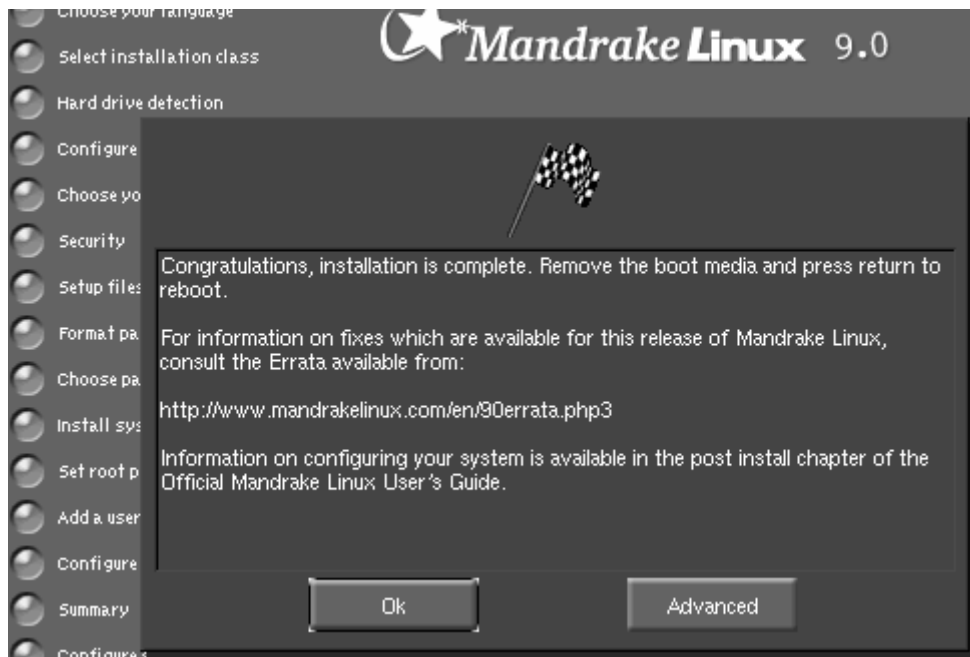 Choose your language
Mandrake Linux 9.0
Select installation class
Hard drive detection
Configure
Choose yo
Security
Setup files
Format pa
Choose pa
Install sys
Set root p
Add a user
Configure
Summary
Configure
Congratulations, installation is complete. Remove the boot media and press return to
reboot.
For information on fixes which are available for this release of Mandrake Linux,
consult the Errata available from:
http://www.mandrakelinux.com/en/90errata.php3
Information on configuring your system is available in the post install chapter of the
Official Mandrake Linux User's Guide.
Ok
Advanced